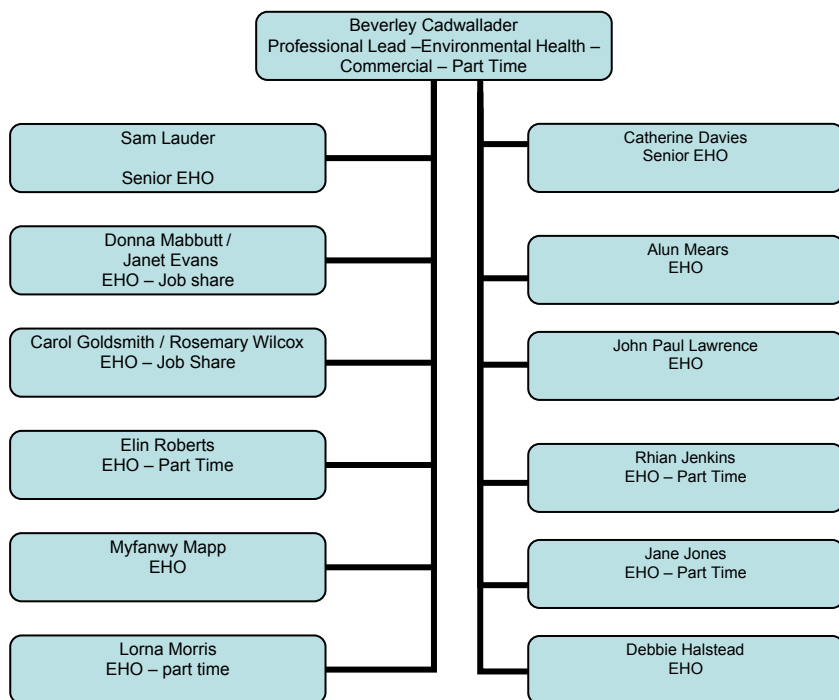 Beverley Cadwallader
Professional Lead –Environmental Health –
Commercial – Part Time
Sam Lauder
Senior EHO
Donna Mabbutt /
Janet Evans
EHO – Job share
Carol Goldsmith / Rosemary Wilcox
EHO – Job Share
Elin Roberts
EHO – Part Time
Myfanwy Mapp
EHO
Lorna Morris
EHO – part time
Catherine Davies
Senior EHO
Alun Mears
EHO
John Paul Lawrence
EHO
Rhian Jenkins
EHO – Part Time
Jane Jones
EHO – Part Time
Debbie Halstead
EHO